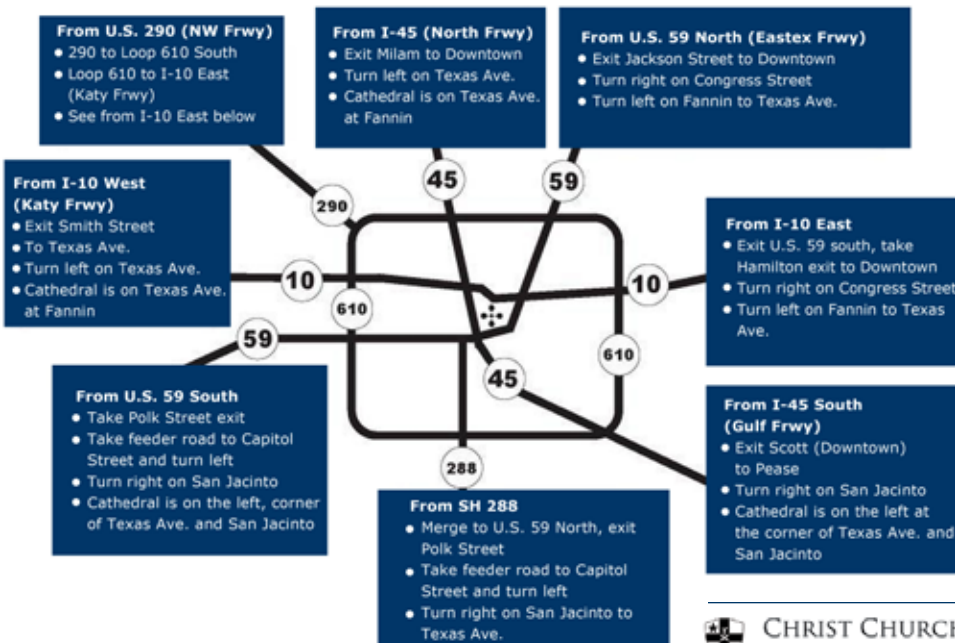 From U.S. 290 (NW Frwy)
● 290 to Loop 610 South
● Loop 610 to I-10 East
(Katy Frwy)
● See from I-10 East below
From I-45 (North Frwy)
● Exit Milam to Downtown
● Turn left on Texas Ave.
● Cathedral is on Texas Ave.
at Fannin
From U.S. 59 North (Eastex Frwy)
● Exit Jackson Street to Downtown
● Turn right on Congress Street
● Turn left on Fannin to Texas Ave.
From I-10 West
(Katy Frwy)
● Exit Smith Street
● To Texas Ave.
● Turn left on Texas Ave.
● Cathedral is on Texas Ave.
at Fannin
290
45
59
10
610
59
10
610
45
288
From I-10 East
● Exit U.S. 59 south, take
Hamilton exit to Downtown
● Turn right on Congress Street
● Turn left on Fannin to Texas
Ave.
From U.S. 59 South
● Take Polk Street exit
● Take feeder road to Capitol
Street and turn left
● Turn right on San Jacinto
● Cathedral is on the left, corner
of Texas Ave. and San Jacinto
From SH 288
● Merge to U.S. 59 North, exit
Polk Street
● Take feeder road to Capitol
Street and turn left
● Turn right on San Jacinto to
Texas Ave.
From I-45 South
(Gulf Frwy)
● Exit Scott (Downtown)
to Pease
● Turn right on San Jacinto
● Cathedral is on the left at
the corner of Texas Ave. and
San Jacinto
CHRIST CHURCH